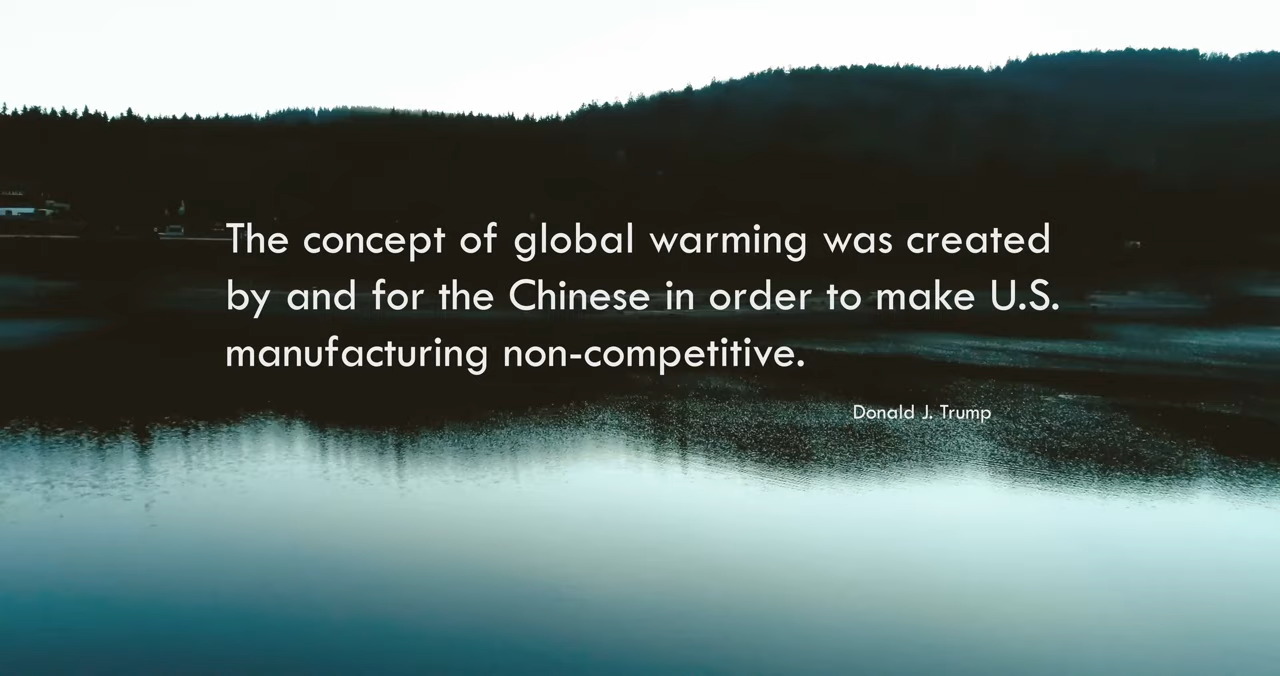 The concept of global warming was created
by and for the Chinese in order to make U.S.
manufacturing non-competitive.
Donald J. Trump